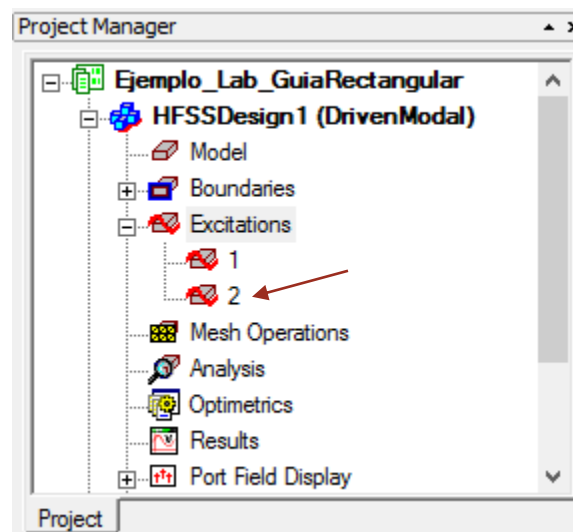 Project Manager
Ejemplo_Lab_GuiaRectangular
HFSSDesign1 (DrivenModal)
Model
Boundaries
Excitations
1
2
Mesh Operations
Analysis
Optimetrics
Results
Port Field Display
Project